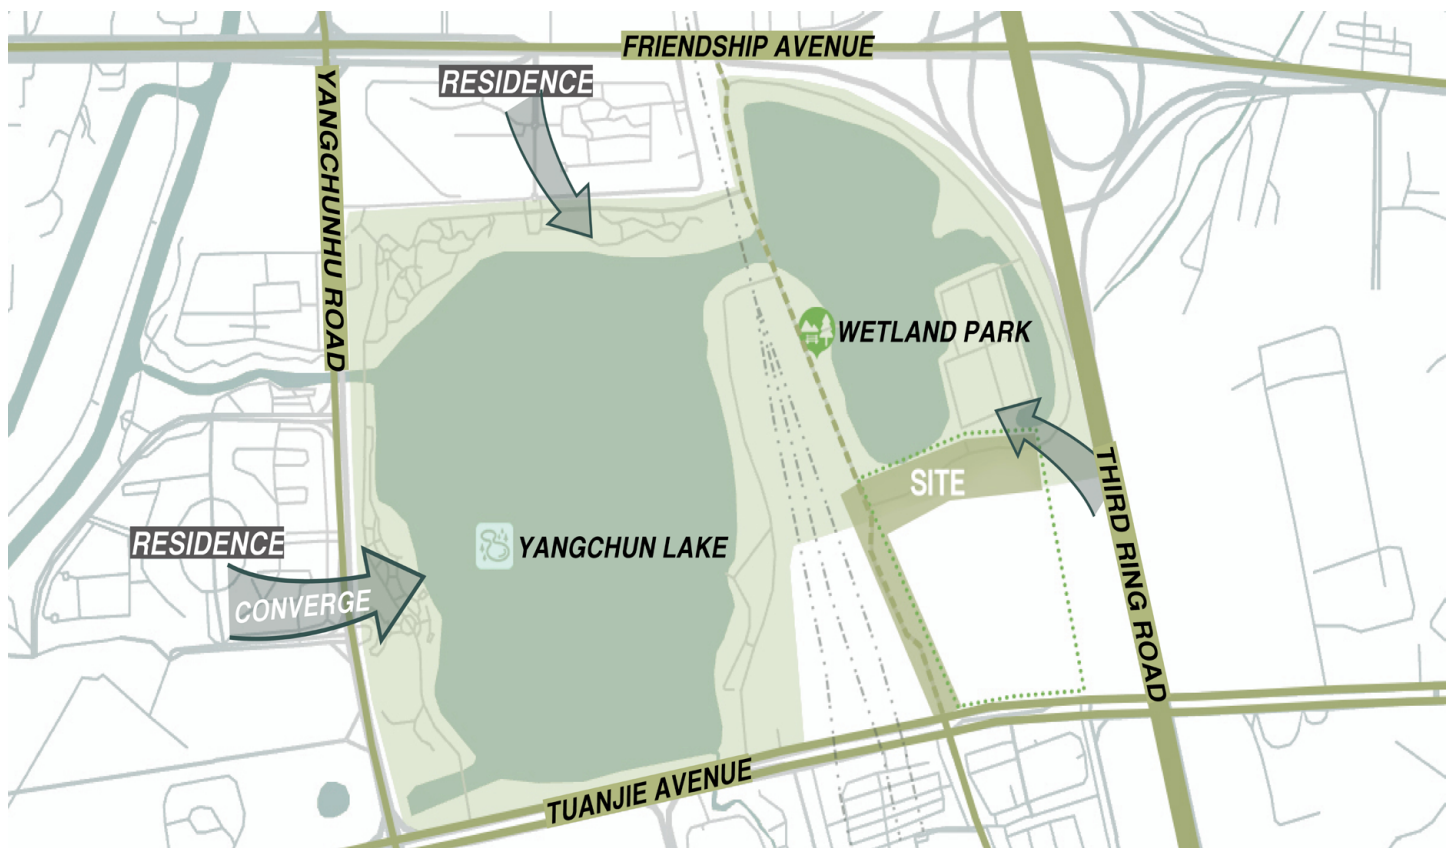 FRIENDSHIP AVENUE
RESIDENCE
YANGCHUNHU ROAD
WETLAND PARK
SITE
THIRD RING ROAD
RESIDENCE
YANGCHUN LAKE
CONVERGE
TUANJIE AVENUE